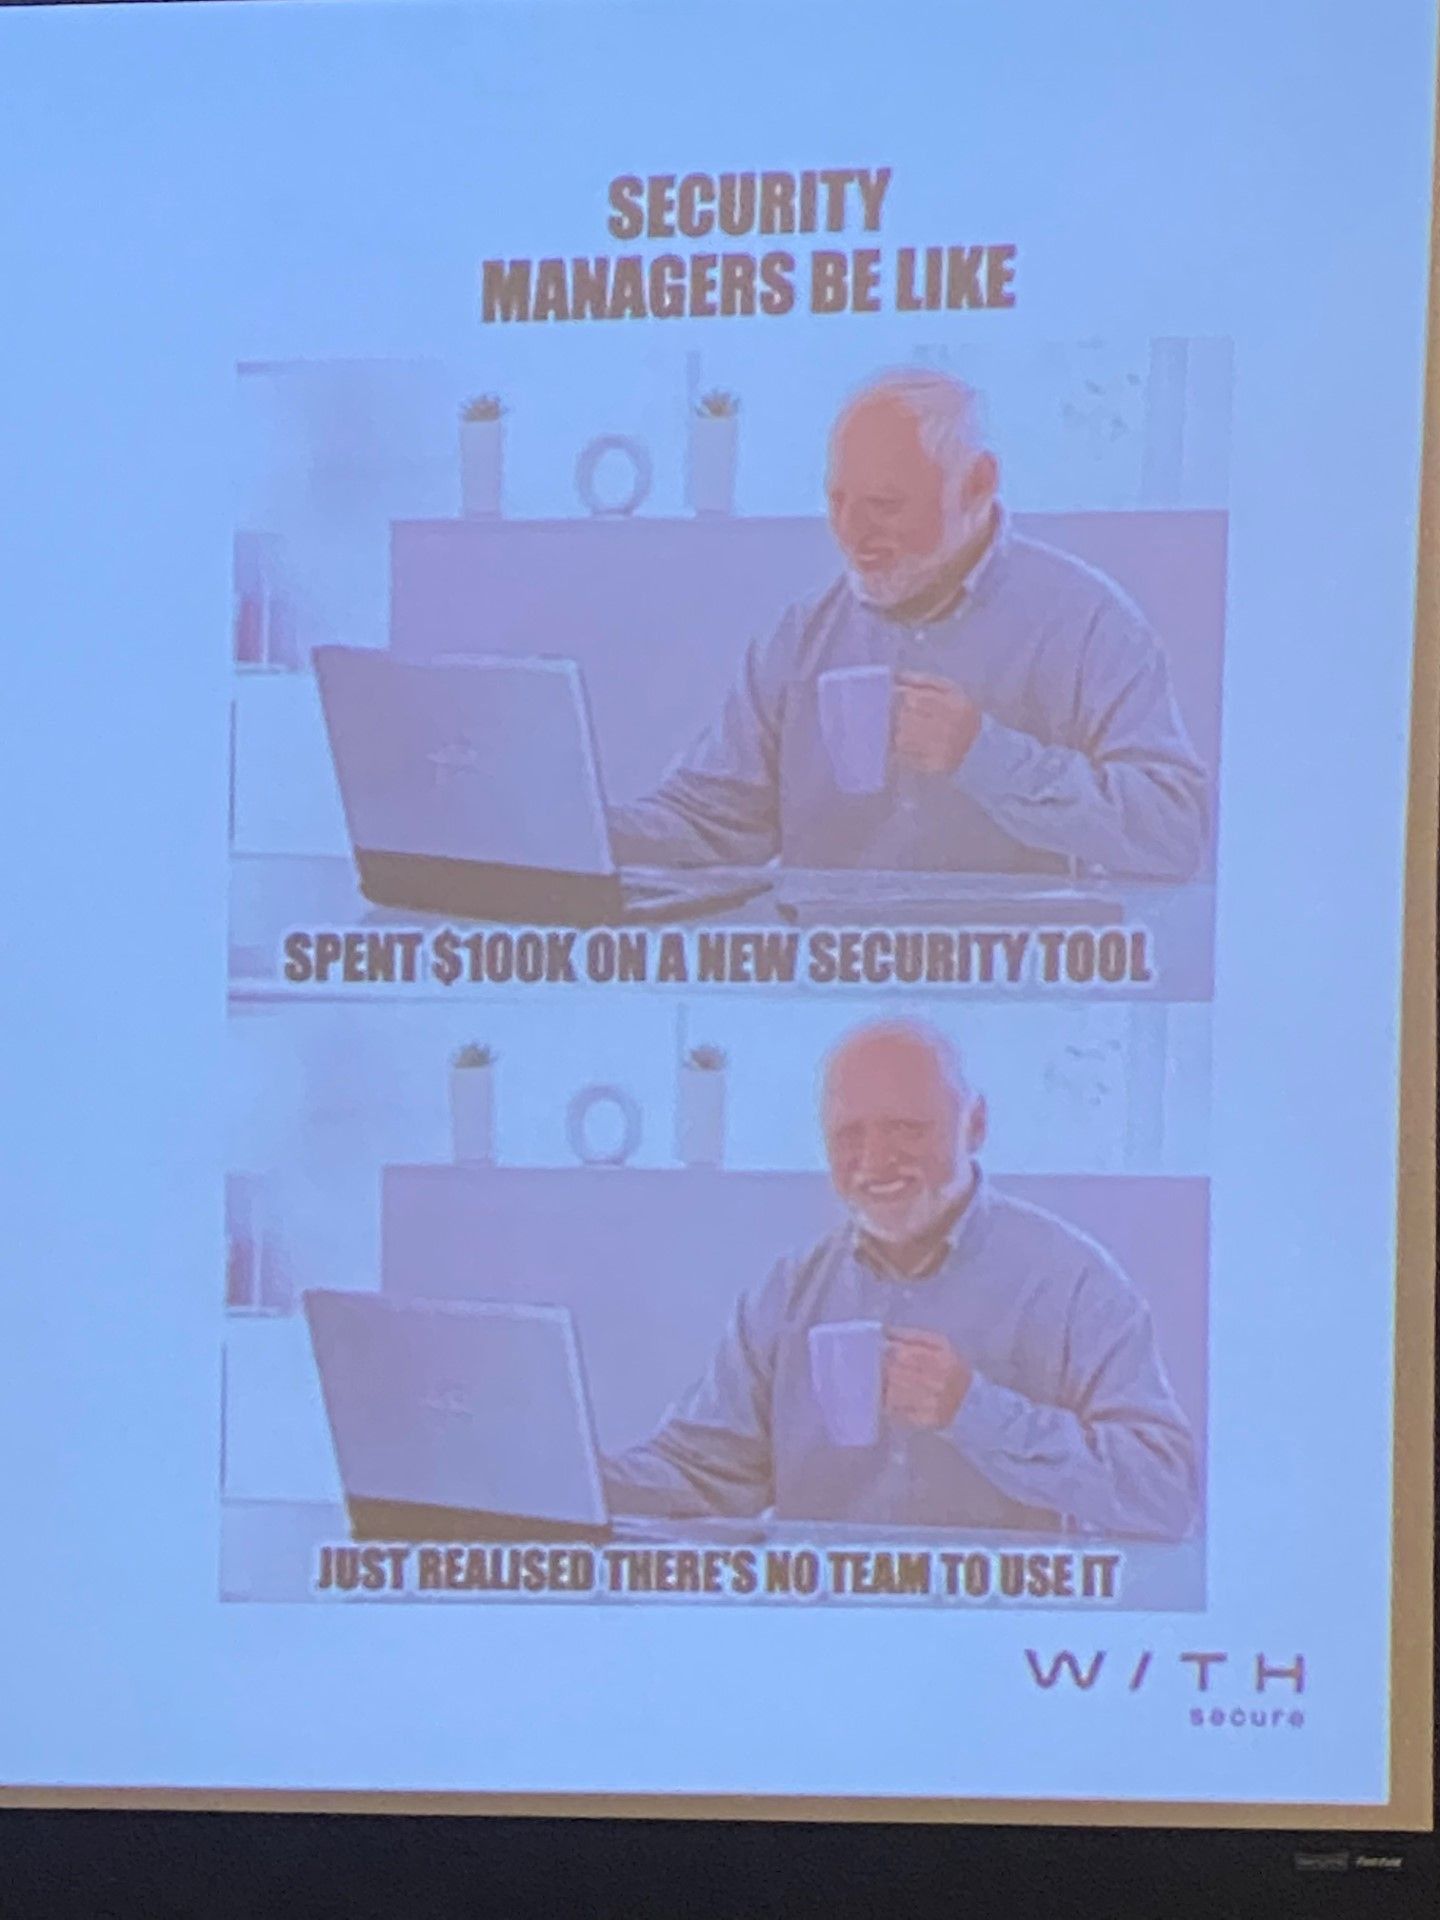 SECURITY
MANAGERS BE LIKE
SPENT $100K ON A NEW SECURITY TOOL
JUST REALISED THERE'S NO TEAM TO USE IT
W / T H
secure